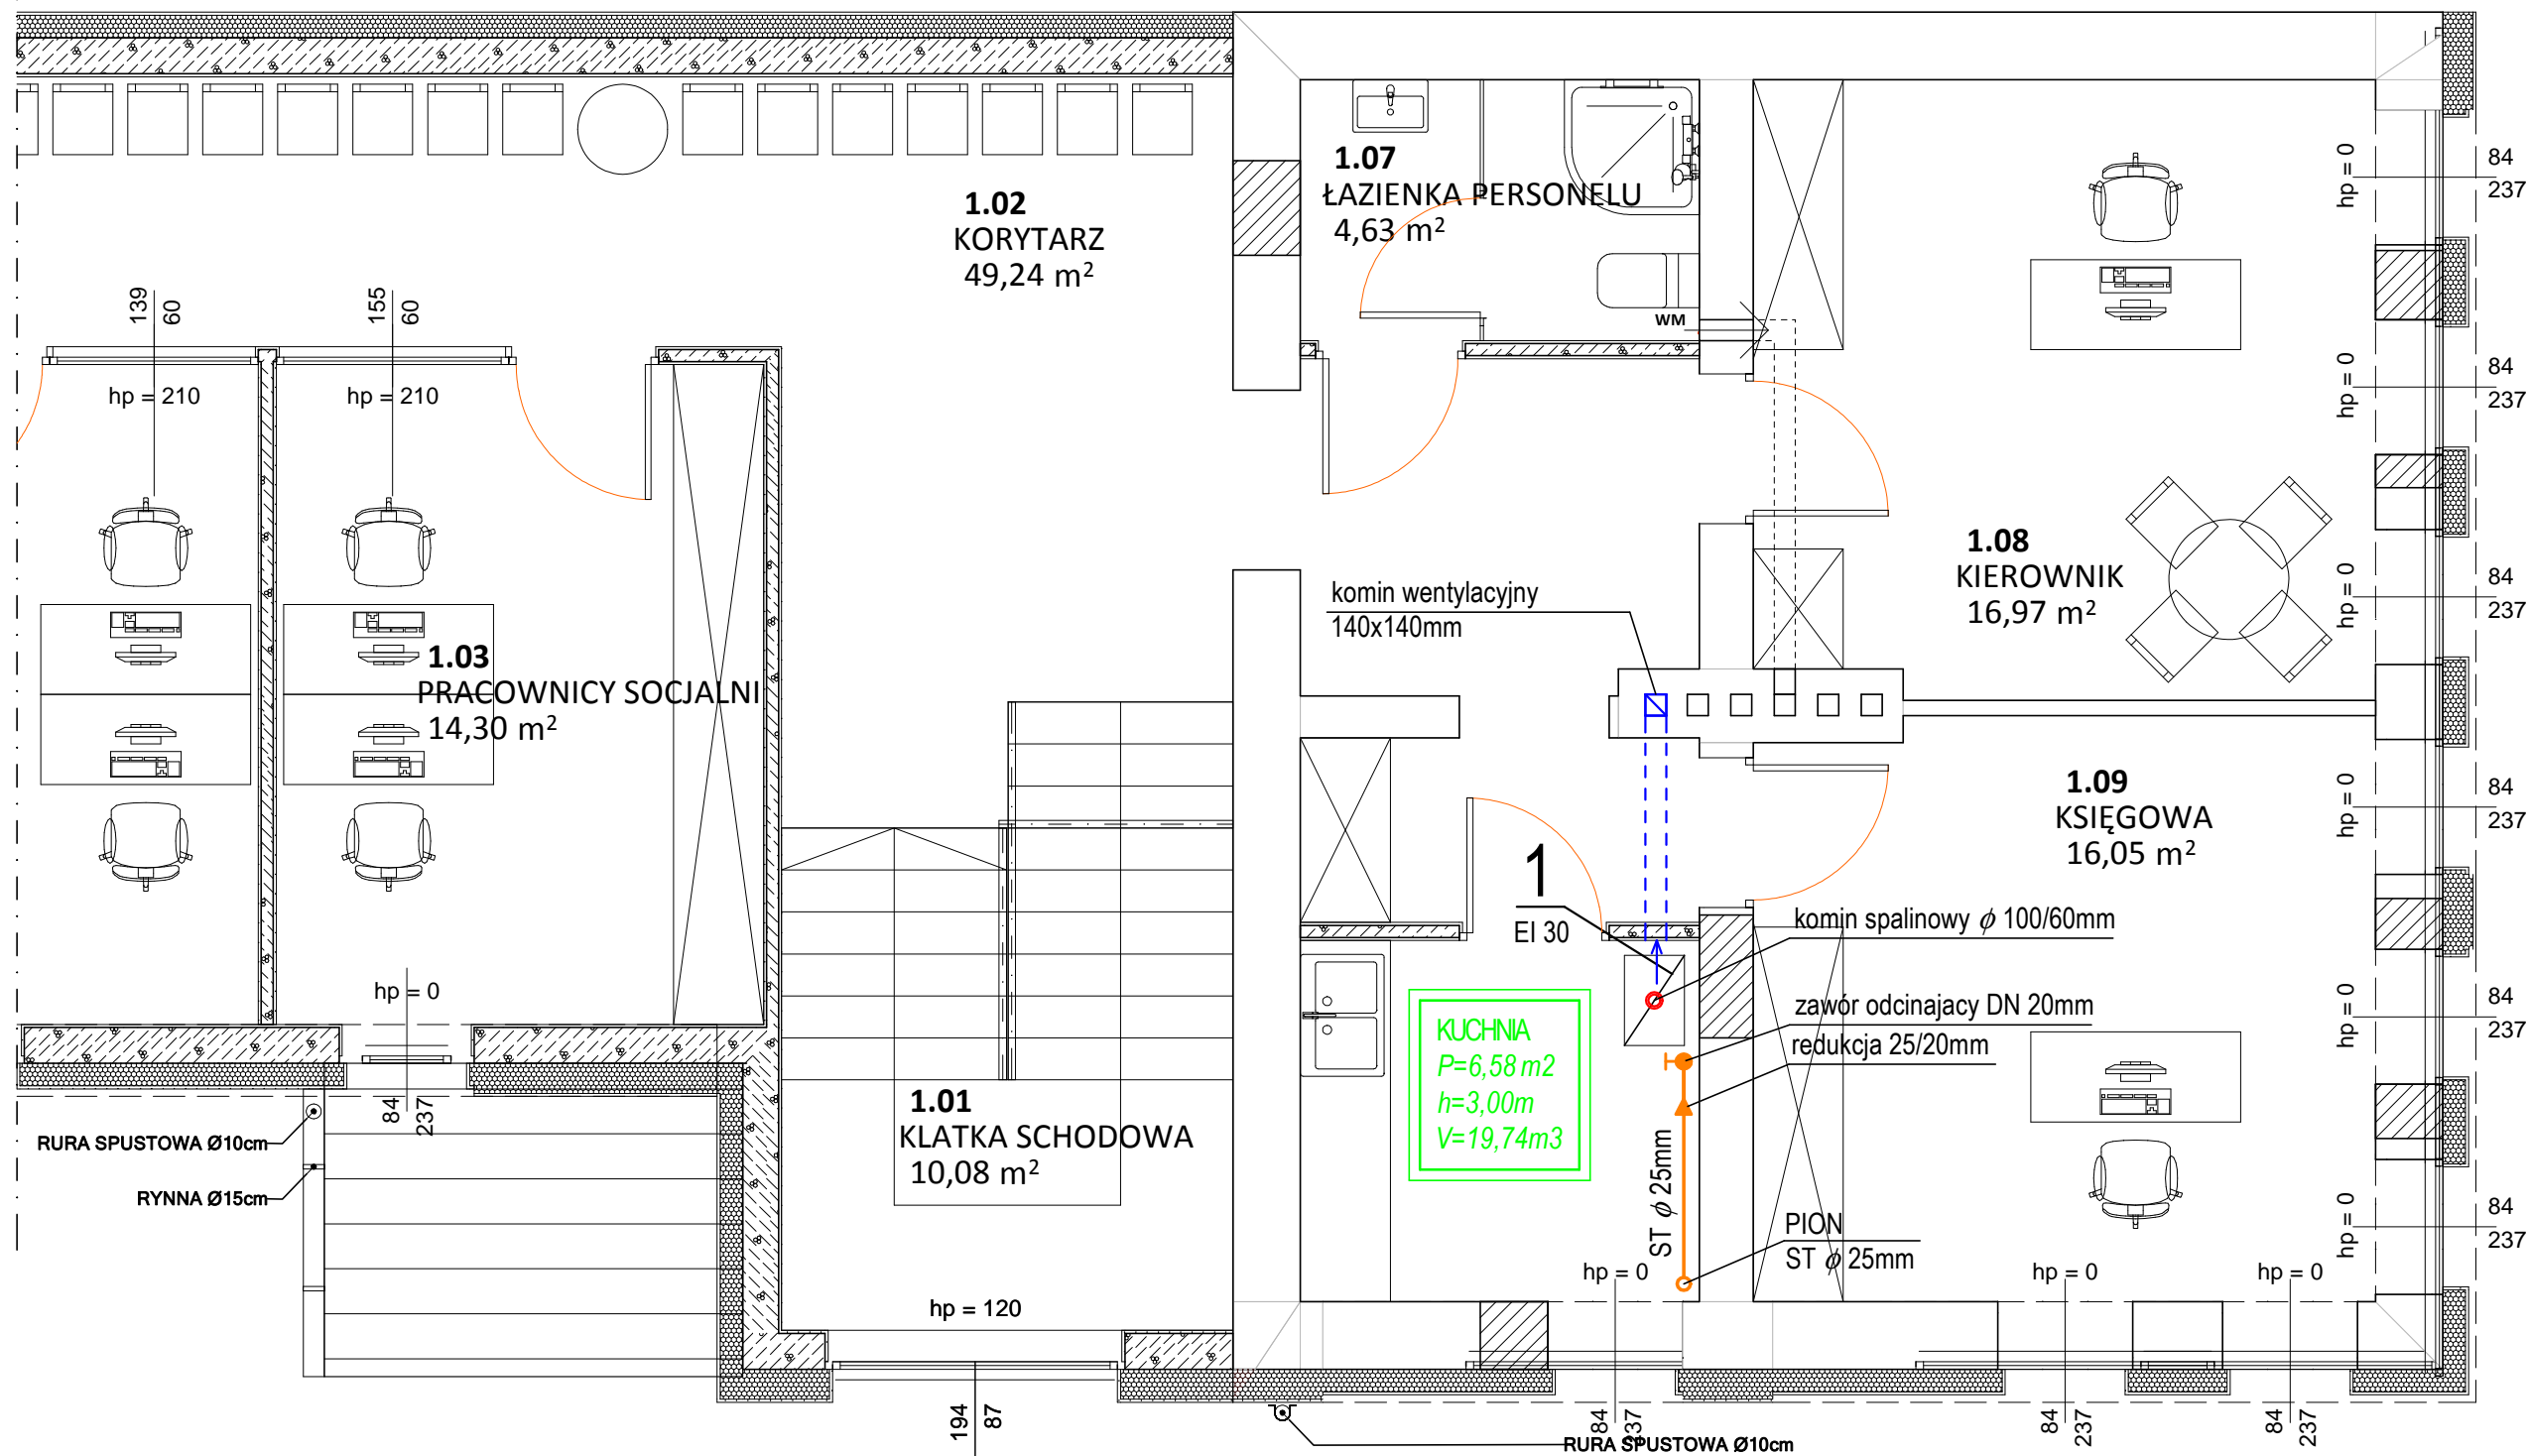 1.02
KORYTARZ
49,24 m²
1.07
ŁAZIENKA PERSONELU
4,63 m²
WM
hp = 0
84
237
139
60
hp = 210
155
60
hp = 210
hp = 0
84
237
1.03
PRACOWNICY SOCJALNI
14,30 m²
komin wentylacyjny
140x140mm
1.08
KIEROWNIK
16,97 m²
hp = 0
84
237
hp = 0
84
237
1.09
KSIĘGOWA
16,05 m²
1
EI 30
komin spalinowy ϕ 100/60mm
zawór odcinajacy DN 20mm
redukcja 25/20mm
hp = 0
84
237
KUCHNIA
P=6,58 m2
h=3,00m
V=19,74m3
ST ϕ 25mm
PION
ST ϕ 25mm
hp = 0
84
237
hp = 0
84
237
RURA SPUSTOWA Ø10cm
RYNNA Ø15cm
1.01
KLATKA SCHODOWA
10,08 m²
hp = 120
194
87
hp = 0
84
237
hp = 0
84
237
hp = 0
84
237
RURA SPUSTOWA Ø10cm